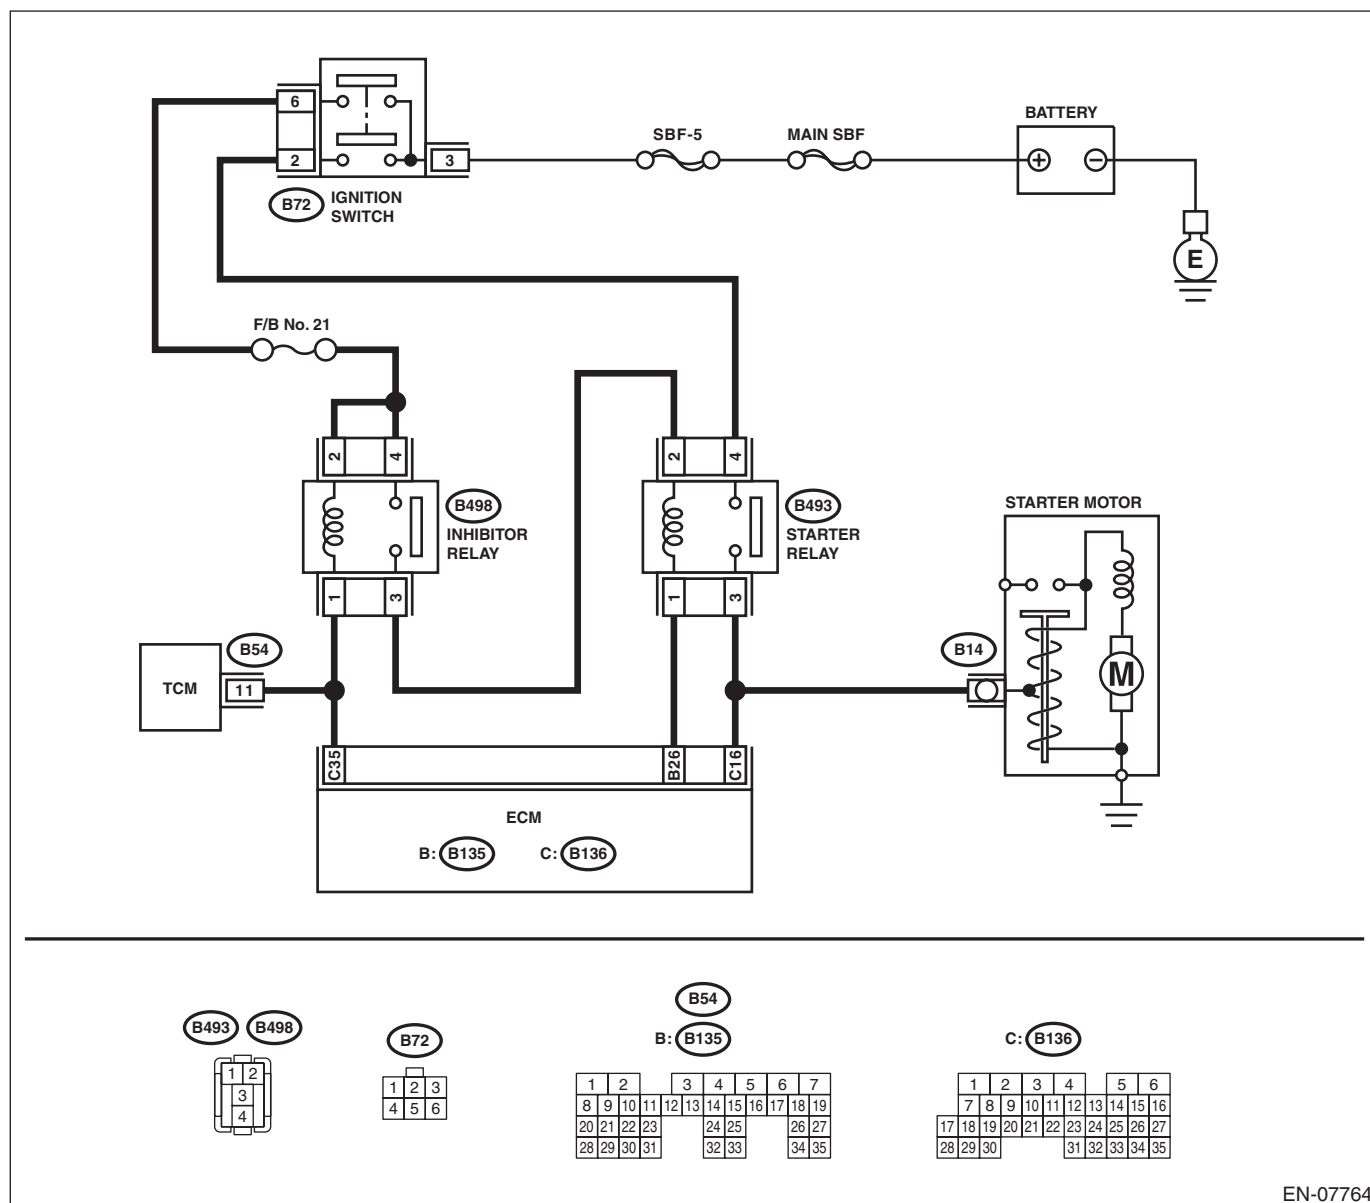 6
2
3
B72
IGNITION
SWITCH
SBF-5
MAIN SBF
BATTERY
+
−
E
F/B No. 21
2
4
B498
INHIBITOR
RELAY
1
3
2
4
B493
STARTER
RELAY
1
3
STARTER MOTOR
M
B14
TCM
B54
11
C35
B26
C16
ECM
B: B135
C: B136
B493 B498
1 2
3
4
B72
1 2 3
4 5 6
B54
B: B135
1 2 3 4 5 6 7
8 9 10 11 12 13 14 15 16 17 18 19
20 21 22 23 24 25 26 27
28 29 30 31 32 33 34 35
C: B136
1 2 3 4 5 6
7 8 9 10 11 12 13 14 15 16
17 18 19 20 21 22 23 24 25 26 27
28 29 30 31 32 33 34 35
EN-07764